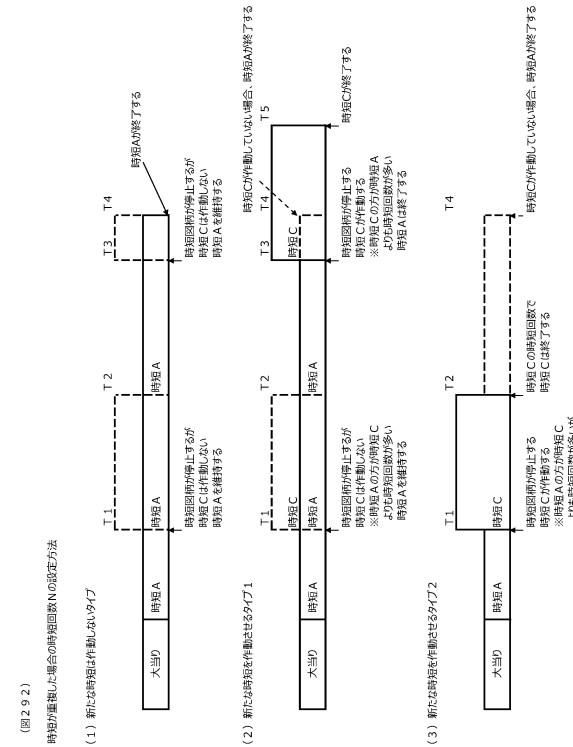 （図２９２）
時短が重複した場合の時短回数Ｎの設定方法
（１）新たな時短は作動しないタイプ
Ｔ１
Ｔ２
Ｔ３
Ｔ４
大当り
時短Ａ
時短Ａ
時短Ａ
時短Ａが終了する
時短図柄が停止するが
時短Ｃは作動しない
時短Ａを維持する
時短図柄が停止するが
時短Ｃは作動しない
時短Ａを維持する
（２）新たな時短を作動させるタイプ１
Ｔ１
Ｔ２
Ｔ３
Ｔ４
Ｔ５
時短Ｃが作動していない場合、時短Ａが終了する
時短Ｃ
時短Ｃ
大当り
時短Ａ
時短Ａ
時短Ａ
時短図柄が停止するが
時短Ｃは作動しない
※時短Ａの方が時短Ｃ
よりも時短回数が多い
時短Ａを維持する
時短図柄が停止する
時短Ｃが作動する
※時短Ｃの方が時短Ａ
よりも時短回数が多い
時短Ａは終了する
時短Ｃが終了する
（３）新たな時短を作動させるタイプ２
Ｔ１
Ｔ２
Ｔ４
大当り
時短Ａ
時短Ｃ
時短図柄が停止する
時短Ｃが作動する
※時短Ａの方が時短Ｃ
よりも時短回数が多いが
時短Ｃの時短回数で
時短Ｃは終了する
時短Ｃが作動していない場合、時短Ａが終了する